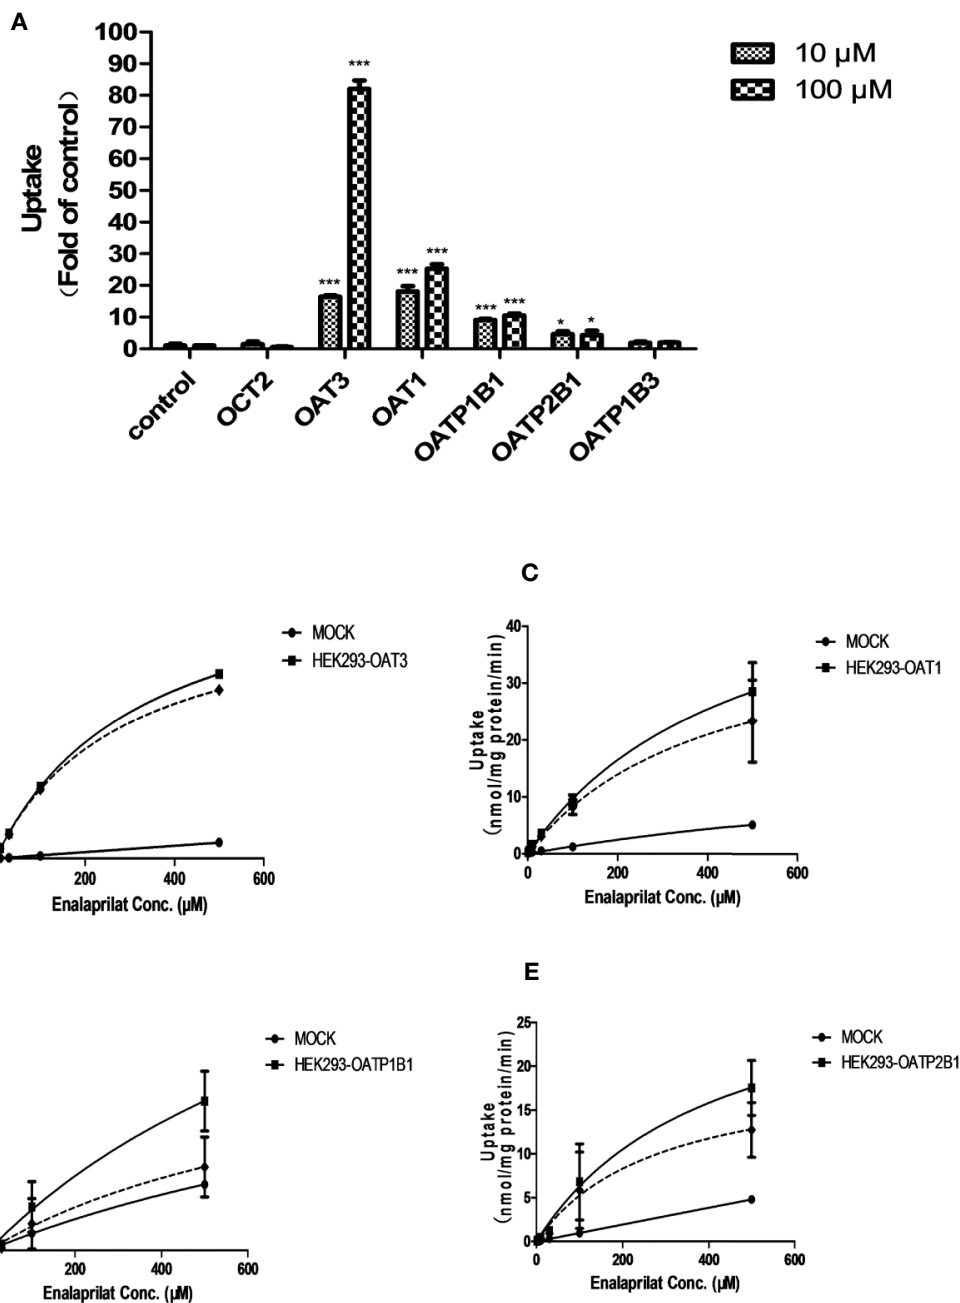 A
Uptake
(Fold of control)
100
90
80
70
60
50
40
30
20
10
0
10 µM
100 µM
***
***
***
***
***
***
*
*
control
OCT2
OAT3
OAT1
OATP1B1
OATP2B1
OATP1B3
MOCK
HEK293-OAT3
200
400
600
Enalaprilat Conc. (µM)
C
Uptake
(nmol/mg protein/min)
40
30
20
10
0
0
200
400
600
Enalaprilat Conc. (µM)
MOCK
HEK293-OAT1
MOCK
HEK293-OATP1B1
200
400
600
Enalaprilat Conc. (µM)
E
Uptake
(nmol/mg protein/min)
25
20
15
10
5
0
0
200
400
600
Enalaprilat Conc. (µM)
MOCK
HEK293-OATP2B1